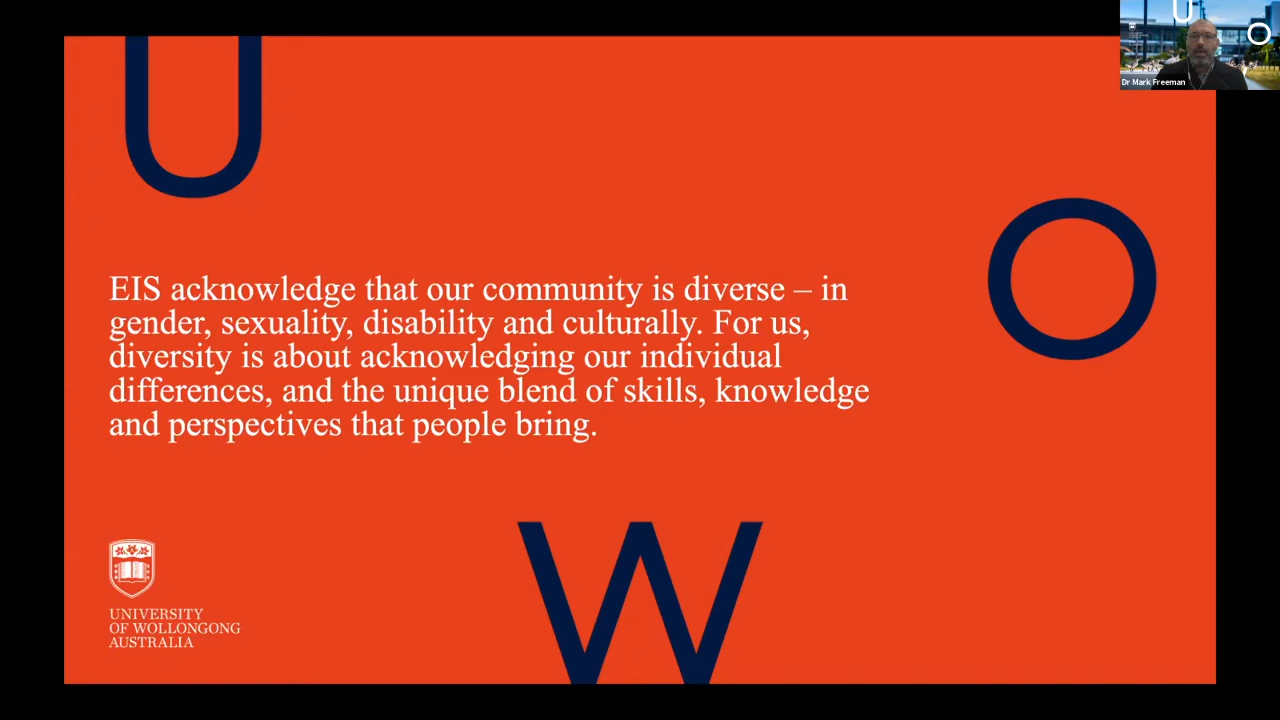 U
O
Dr Mark Freeman
U
O
EIS acknowledge that our community is diverse – in
gender, sexuality, disability and culturally. For us,
diversity is about acknowledging our individual
differences, and the unique blend of skills, knowledge
and perspectives that people bring.
W
UNIVERSITY
OF WOLLONGONG
AUSTRALIA